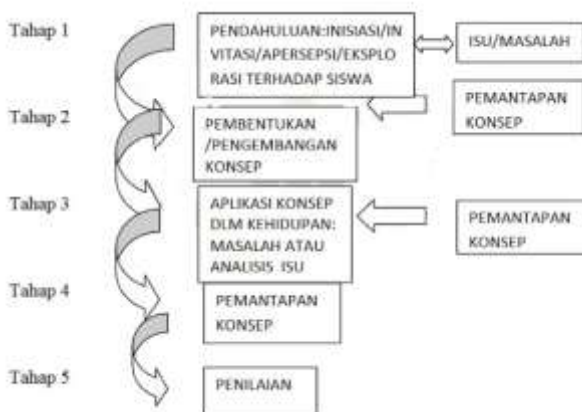 Tahap 1
PENDAHULUAN:INISIASI/IN
VITASI/APERSEPSI/EKSPLO
RASI TERHADAP SISWA
ISU/MASALAH
Tahap 2
PEMBENTUKAN
/PENGEMBANGAN
KONSEP
PEMANTAPAN
KONSEP
Tahap 3
APLIKASI KONSEP
DLM KEHIDUPAN:
MASALAH ATAU
ANALISIS ISU
PEMANTAPAN
KONSEP
Tahap 4
PEMANTAPAN
KONSEP
Tahap 5
PENILAIAN